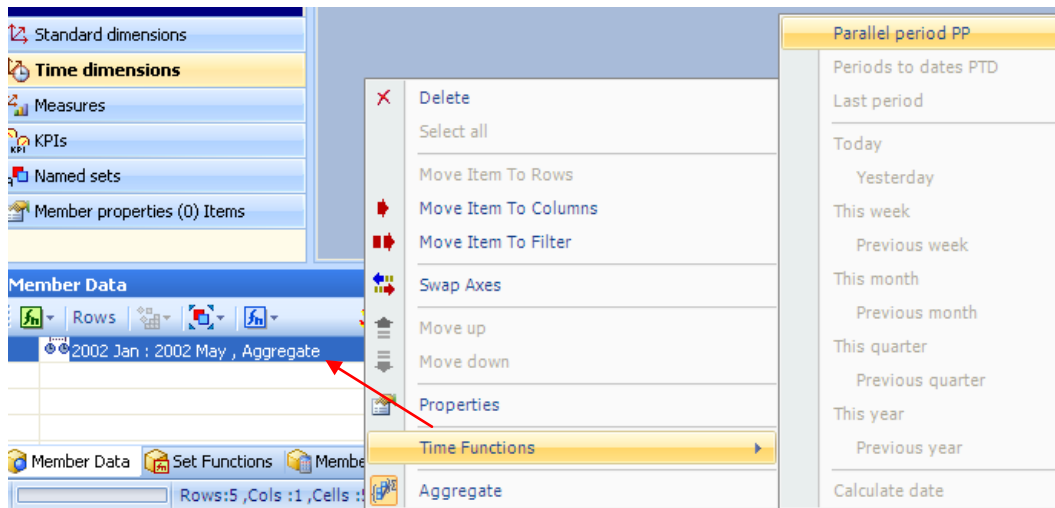 Standard dimensions
Time dimensions
Measures
KPI
KPIs
Named sets
Member properties (0) Items
Member Data
Rows
2002 Jan : 2002 May , Aggregate
Member Data Set Functions Membe
Rows:5 ,Cols :1 ,Cells :
Delete
Select all
Move Item To Rows
Move Item To Columns
Move Item To Filter
Swap Axes
Move up
Move down
Properties
Time Functions
Aggregate
Parallel period PP
Periods to dates PTD
Last period
Today
Yesterday
This week
Previous week
This month
Previous month
This quarter
Previous quarter
This year
Previous year
Calculate date